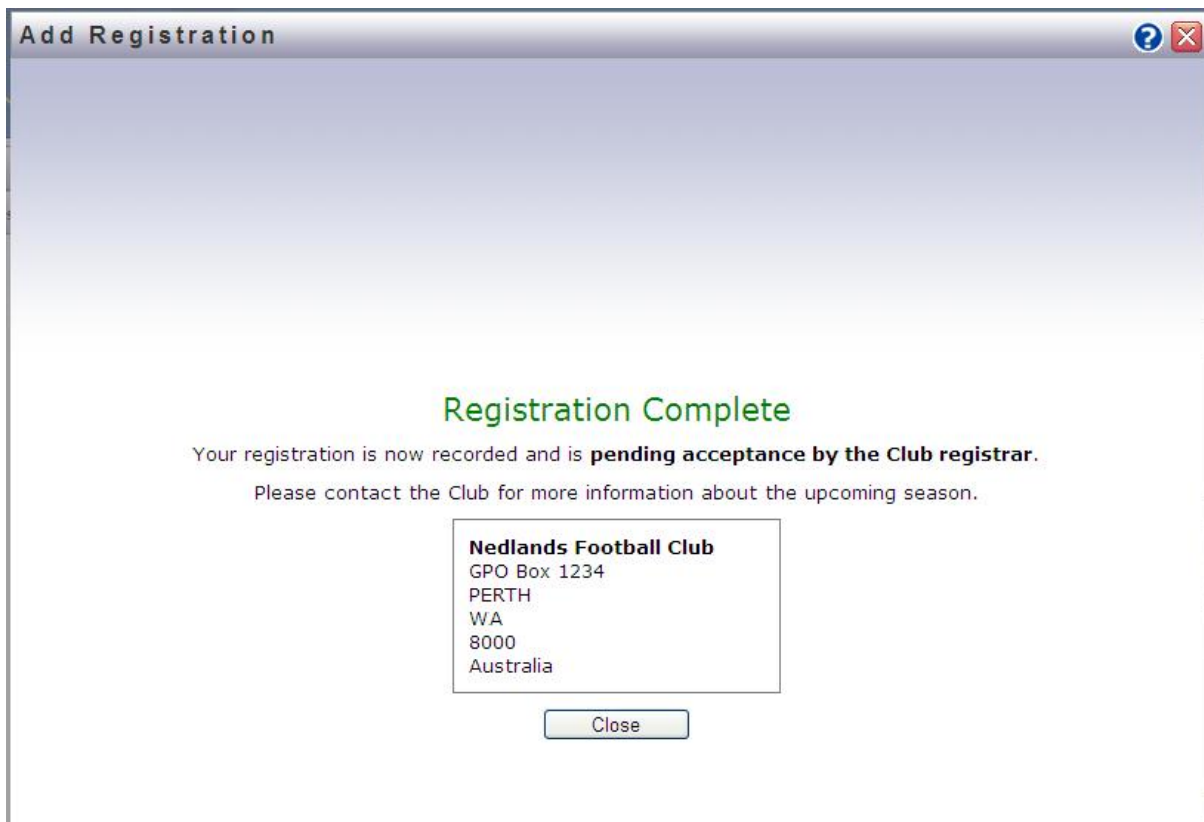 Add Registration
Registration Complete
Your registration is now recorded and is pending acceptance by the Club registrar.
Please contact the Club for more information about the upcoming season.
Nedlands Football Club
GPO Box 1234
PERTH
WA
8000
Australia
Close